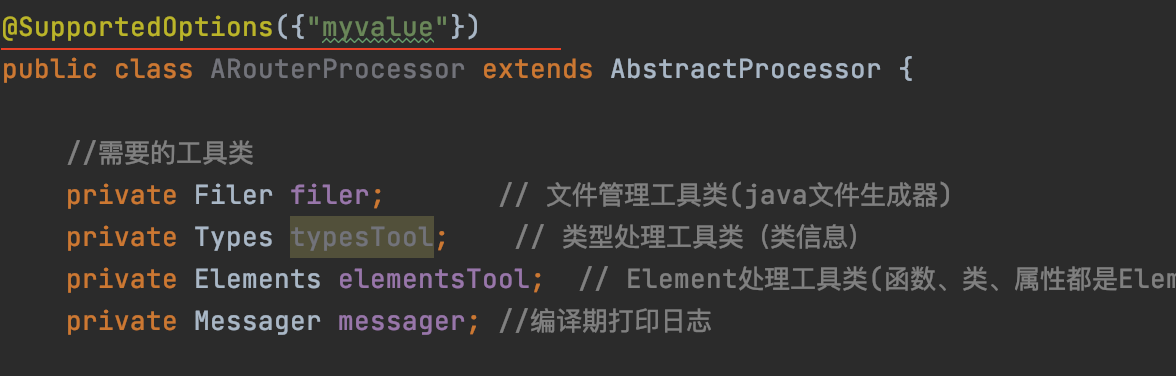 @SupportedOptions({"myvalue"})
public class ARouterProcessor extends AbstractProcessor {
//需要的工具类
private Filer filer; // 文件管理工具类(java文件生成器)
private Types typesTool; // 类型处理工具类（类信息）
private Elements elementsTool; // Element处理工具类(函数、类、属性都是Elem
private Messager messager; //编译期打印日志